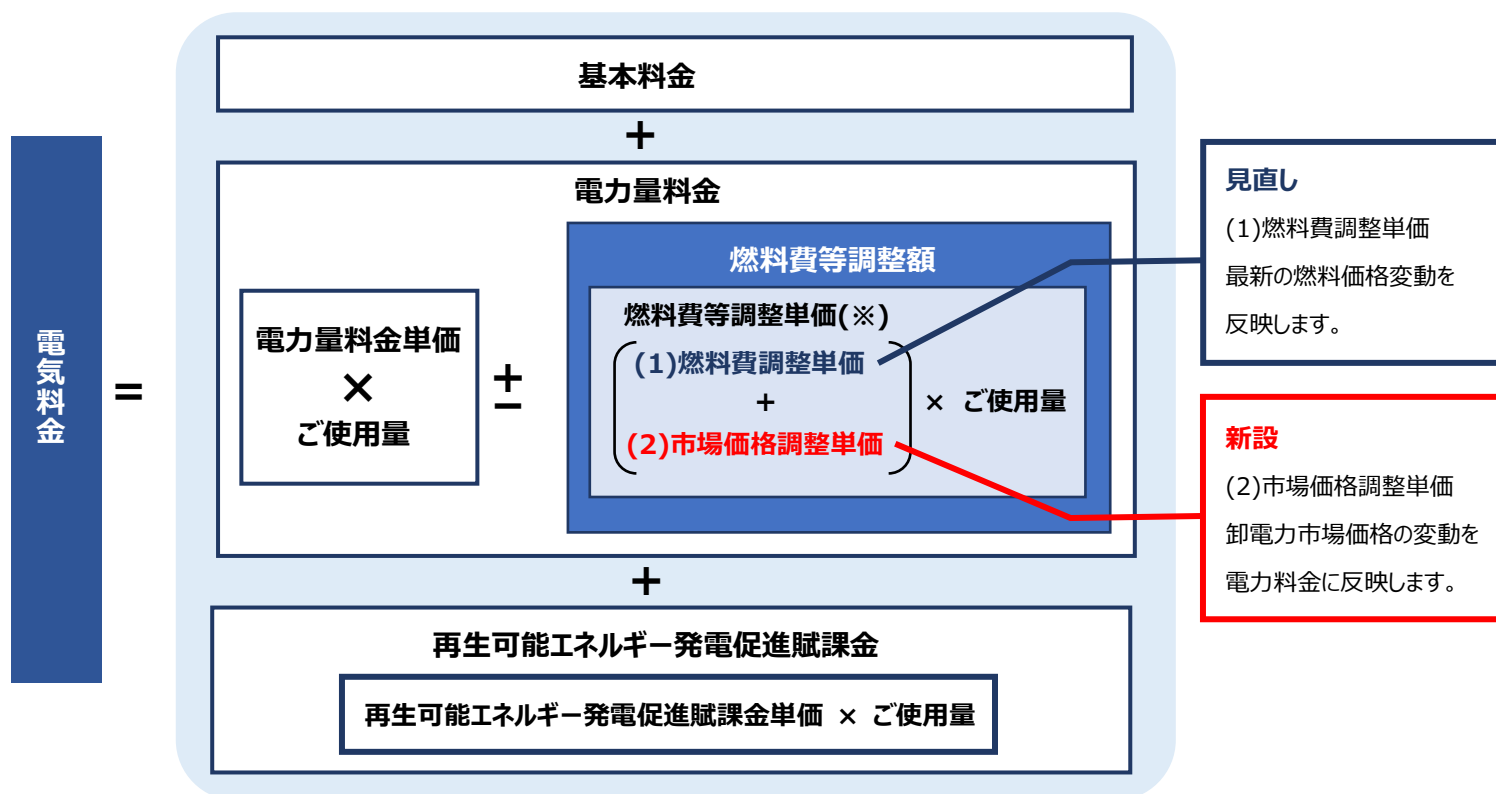 基本料金
+
電力量料金
電気料金
=
電力量料金単価
×
ご使用量
±
燃料費等調整額
燃料費等調整単価(※)
(1)燃料費調整単価
+
(2)市場価格調整単価
× ご使用量
+
再生可能エネルギー発電促進賦課金
再生可能エネルギー発電促進賦課金単価 × ご使用量
見直し
(1)燃料費調整単価
最新の燃料価格変動を
反映します。
新設
(2)市場価格調整単価
卸電力市場価格の変動を
電力料金に反映します。